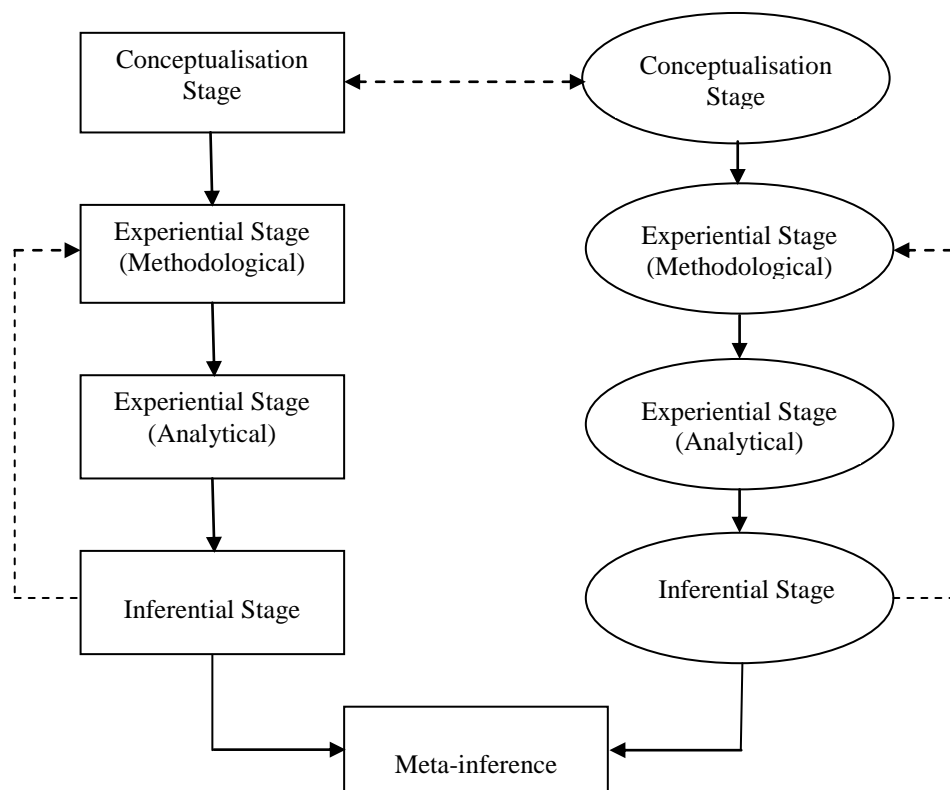 Conceptualisation
Stage
Conceptualisation
Stage
Experiential Stage
(Methodological)
Experiential Stage
(Methodological)
Experiential Stage
(Analytical)
Experiential Stage
(Analytical)
Inferential Stage
Inferential Stage
Meta-inference